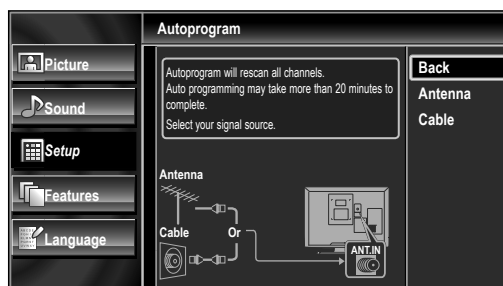 Autoprogram
Picture
Sound
Setup
Features
Language
Autoprogram will rescan all channels.
Auto programming may take more than 20 minutes to
complete.
Select your signal source.
Antenna
Cable
Or
ANT.IN
Back
Antenna
Cable